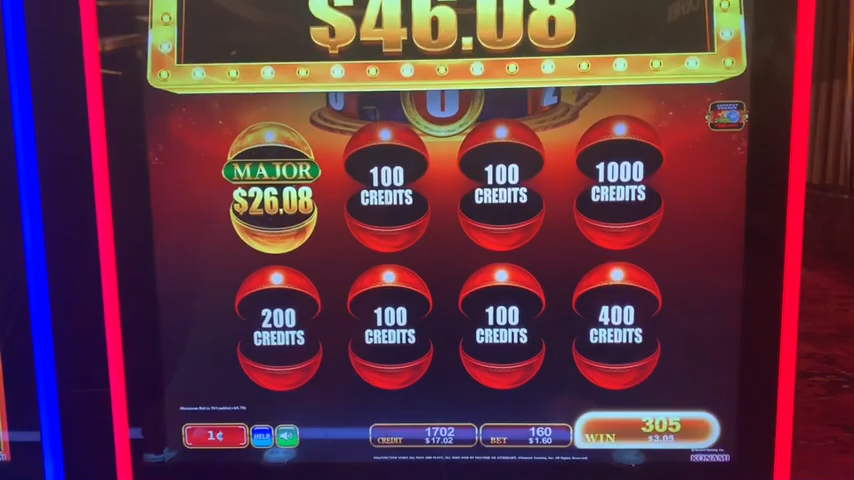 $46.08
MAJOR
$26.08
100
CREDITS
100
CREDITS
1000
CREDITS
200
CREDITS
100
CREDITS
100
CREDITS
400
CREDITS
1¢
HELP
CREDIT
1702
$17.02
BET
160
$1.60
WIN
305
$3.05
KONAMI